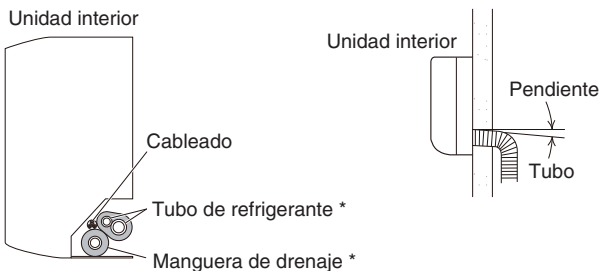 Unidad interior
Cableado
Tubo de refrigerante *
Manguera de drenaje *
Unidad interior
Pendiente
Tubo